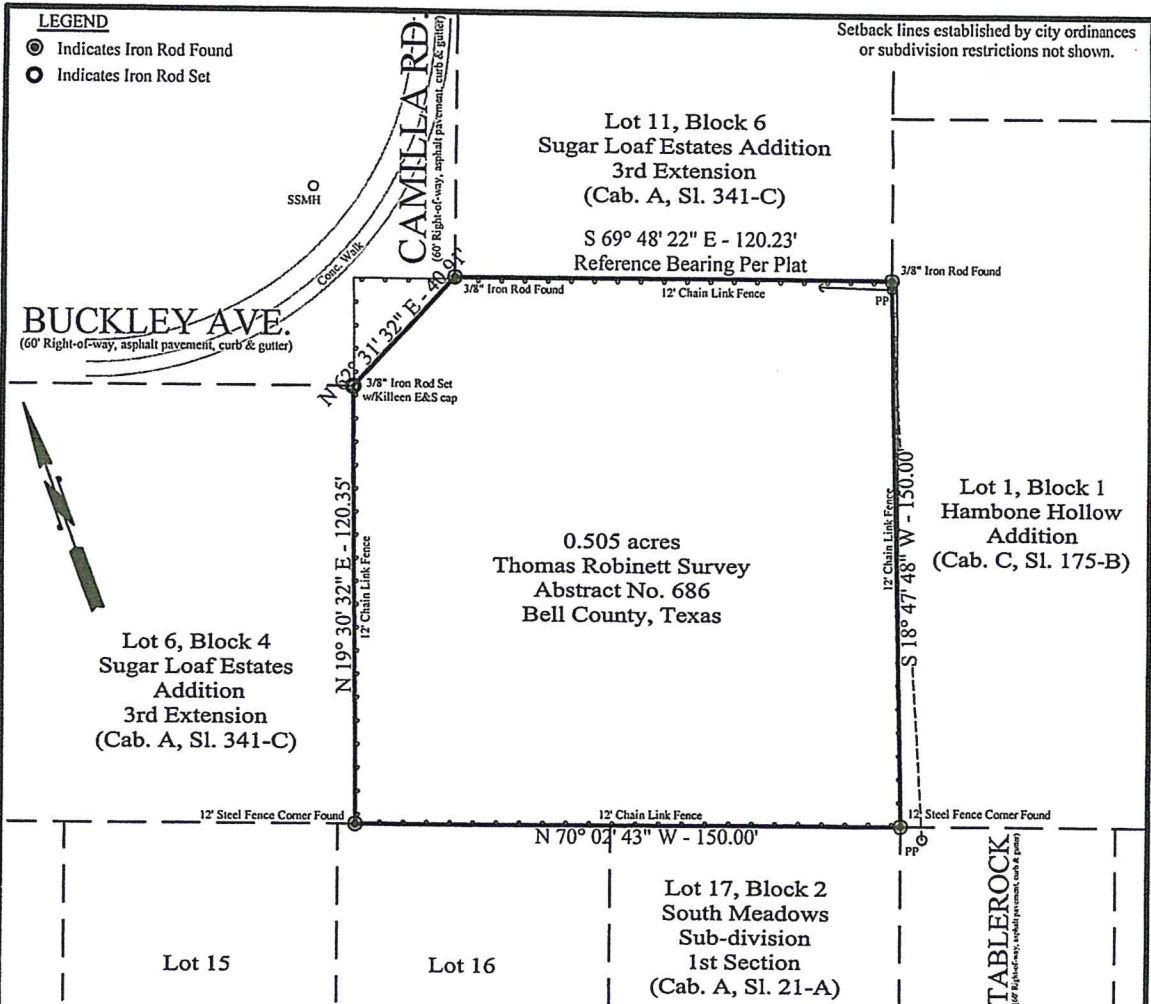 LEGEND
Indicates Iron Rod Found
Indicates Iron Rod Set
Setback lines established by city ordinances
or subdivision restrictions not shown.
CAMILLA RD.
(60' Right-of-way, asphalt pavement, curb & gutter)
SSMH
Conc. Walk
BUCKLEY AVE.
(60' Right-of-way, asphalt pavement, curb & gutter)
Lot 11, Block 6
Sugar Loaf Estates Addition
3rd Extension
(Cab. A, Sl. 341-C)
S 69° 48' 22" E - 120.23'
Reference Bearing Per Plat
3/8" Iron Rod Found
12' Chain Link Fence
3/8" Iron Rod Found
PP
N 62° 31' 32" E - 40.91'
3/8" Iron Rod Set
w/Killeen E&S cap
N 19° 30' 32" E - 120.35'
12' Chain Link Fence
0.505 acres
Thomas Robinett Survey
Abstract No. 686
Bell County, Texas
12' Chain Link Fence
S 18° 47' 48" W - 150.00'
Lot 1, Block 1
Hambone Hollow
Addition
(Cab. C, Sl. 175-B)
Lot 6, Block 4
Sugar Loaf Estates
Addition
3rd Extension
(Cab. A, Sl. 341-C)
12' Steel Fence Corner Found
12' Chain Link Fence
N 70° 02' 43" W - 150.00'
12' Steel Fence Corner Found
PP
Lot 15
Lot 16
Lot 17, Block 2
South Meadows
Sub-division
1st Section
(Cab. A, Sl. 21-A)
TABLEROCK
Right-of-way, asphalt pavement, curb & gutter)